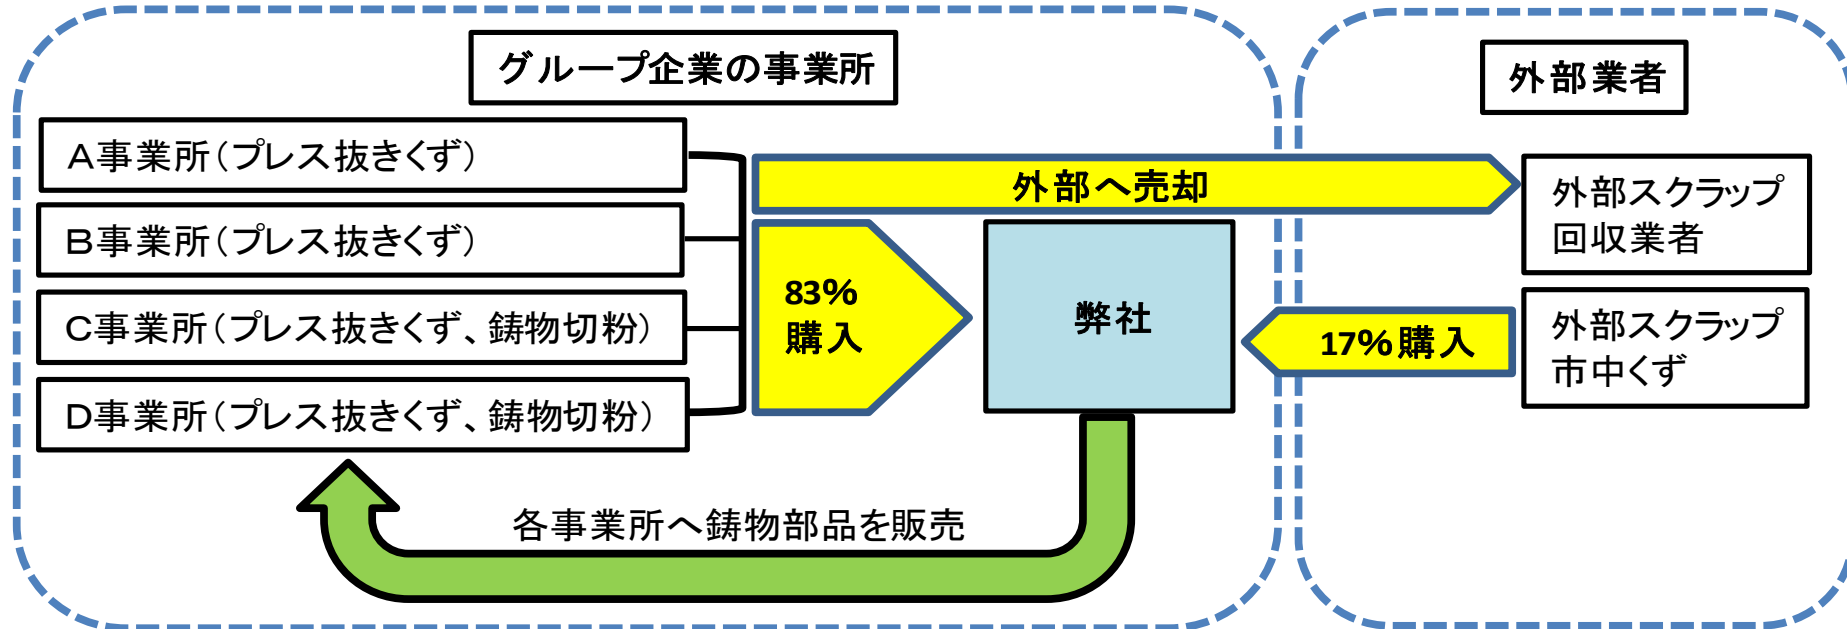 グループ企業の事業所
外部業者
A事業所(プレス抜きくず)
B事業所(プレス抜きくず)
C事業所(プレス抜きくず、鋳物切粉)
D事業所(プレス抜きくず、鋳物切粉)
外部へ売却
83%
購入
弊社
17%購入
外部スクラップ
回収業者
外部スクラップ
市中くず
各事業所へ鋳物部品を販売